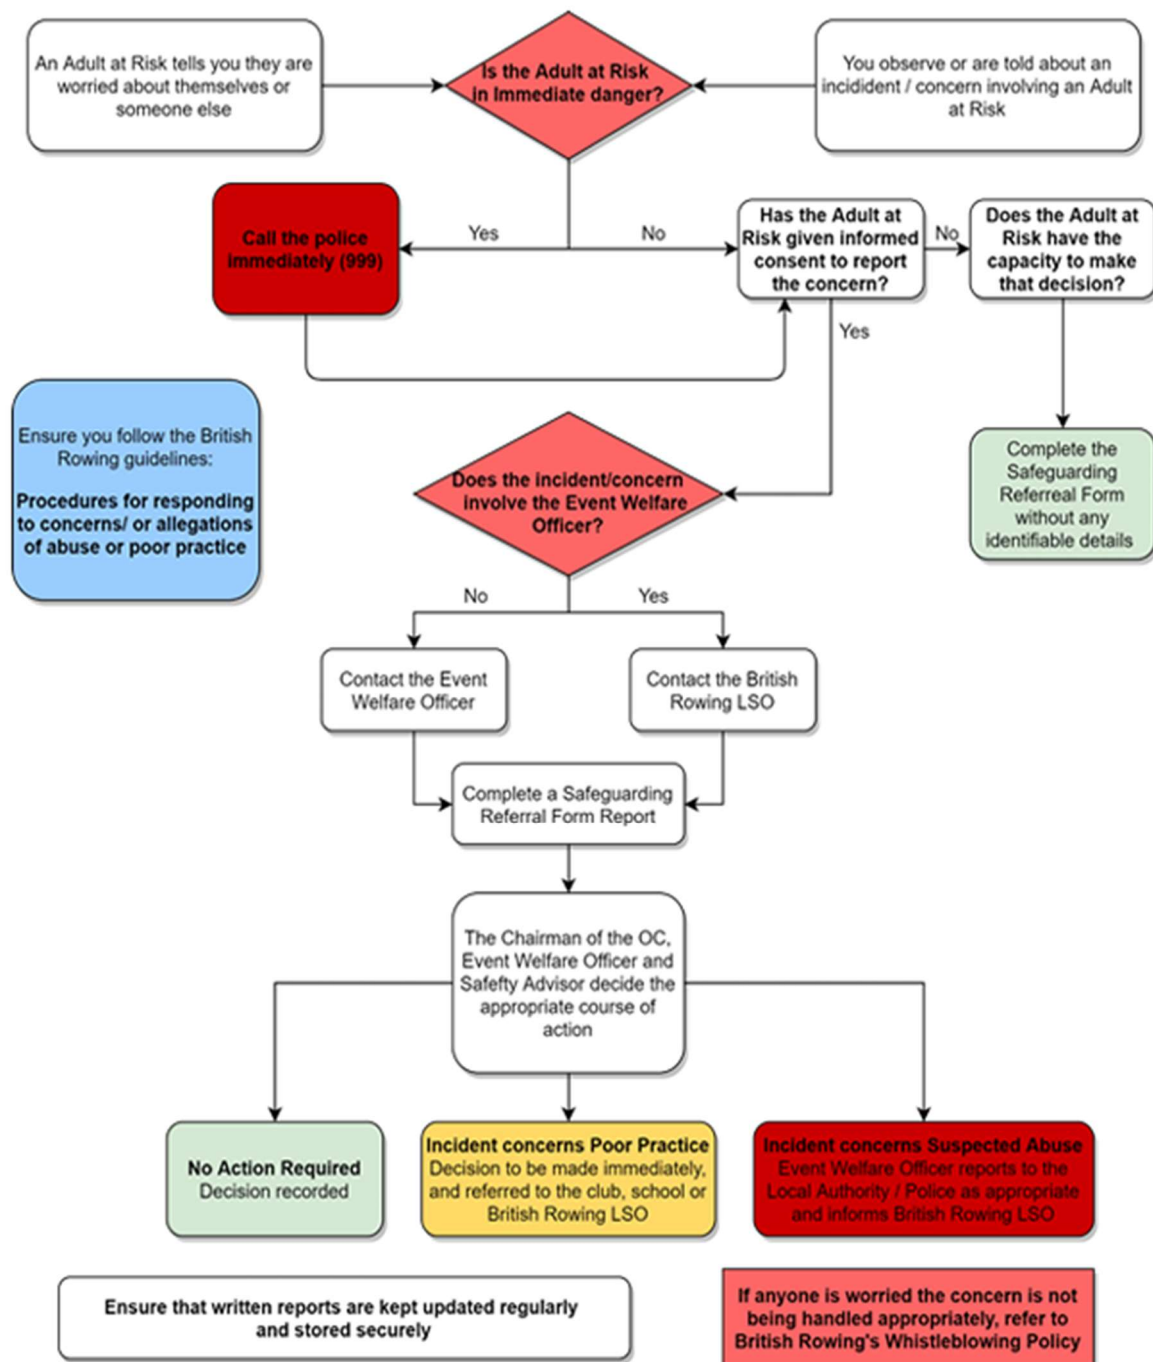 An Adult at Risk tells you they are
worried about themselves or
someone else
Is the Adult at Risk
in Immediate danger?
You observe or are told about an
incidident / concern involving an Adult
at Risk
Call the police
immediately (999)
Yes
No
Has the Adult at
Risk given informed
consent to report
the concern?
No
Does the Adult at
Risk have the
capacity to make
that decision?
Yes
Ensure you follow the British
Rowing guidelines:
Procedures for responding
to concerns/ or allegations
of abuse or poor practice
Does the incident/concern
involve the Event Welfare
Officer?
Complete the
Safeguarding
Referreal Form
without any
identifiable details
No
Yes
Contact the Event
Welfare Officer
Contact the British
Rowing LSO
Complete a Safeguarding
Referral Form Report
The Chairman of the OC,
Event Welfare Officer and
Safefty Advisor decide the
appropriate course of
action
No Action Required
Decision recorded
Incident concerns Poor Practice
Decision to be made immediately,
and referred to the club, school or
British Rowing LSO
Incident concerns Suspected Abuse
Event Welfare Officer reports to the
Local Authority / Police as appropriate
and informs British Rowing LSO
Ensure that written reports are kept updated regularly
and stored securely
If anyone is worried the concern is not
being handled appropriately, refer to
British Rowing's Whistleblowing Policy